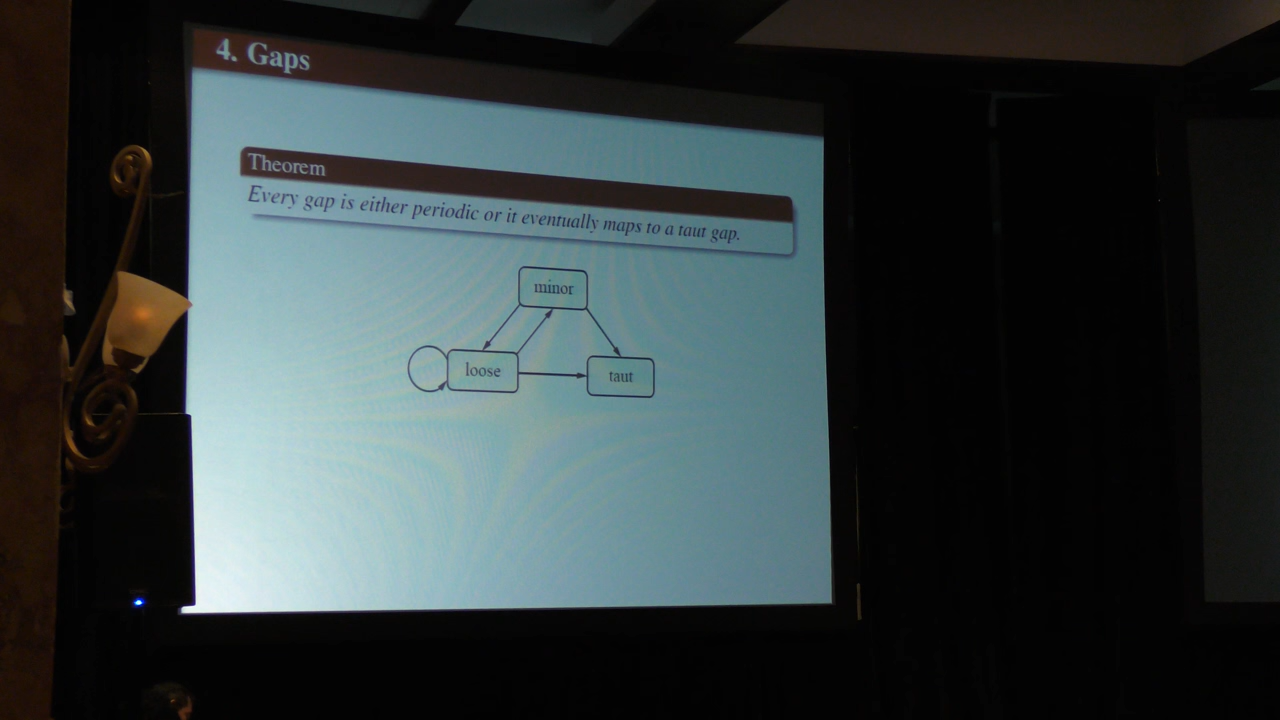 4. Gaps
Theorem
Every gap is either periodic or it eventually maps to a taut gap.
minor
loose
taut